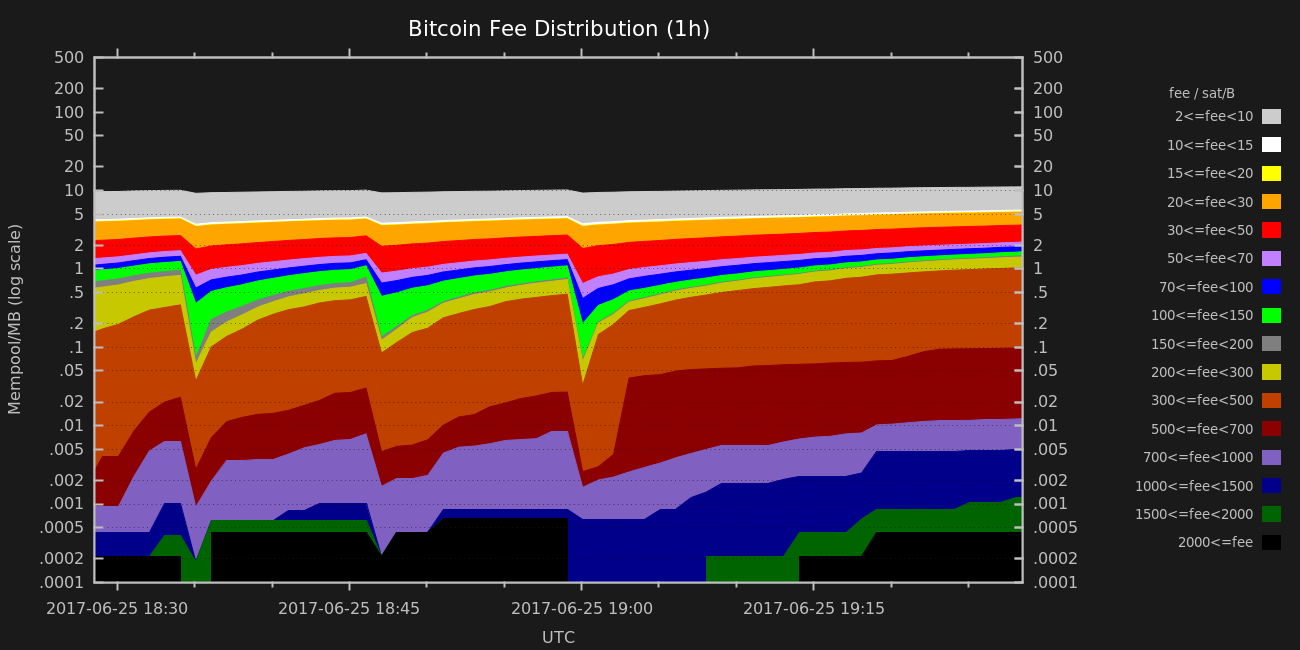 Bitcoin Fee Distribution (1h)
500
200
100
50
20
10
5
2
1
.5
.2
.1
.05
.02
.01
.005
.002
.001
.0005
.0002
.0001
Mempool/MB (log scale)
500
200
100
50
20
10
5
2
1
.5
.2
.1
.05
.02
.01
.005
.002
.001
.0005
.0002
.0001
2017-06-25 18:30 2017-06-25 18:45 2017-06-25 19:00 2017-06-25 19:15
UTC
fee / sat/B
2<=fee<10
10<=fee<15
15<=fee<20
20<=fee<30
30<=fee<50
50<=fee<70
70<=fee<100
100<=fee<150
150<=fee<200
200<=fee<300
300<=fee<500
500<=fee<700
700<=fee<1000
1000<=fee<1500
1500<=fee<2000
2000<=fee